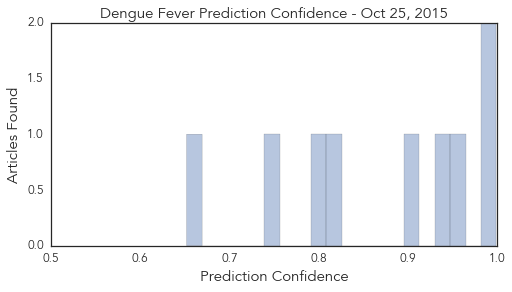 Dengue Fever Prediction Confidence - Oct 25, 2015
2.0
1.5
1.0
0.5
0.0
Articles Found
0.5 0.6 0.7 0.8 0.9 1.0
Prediction Confidence